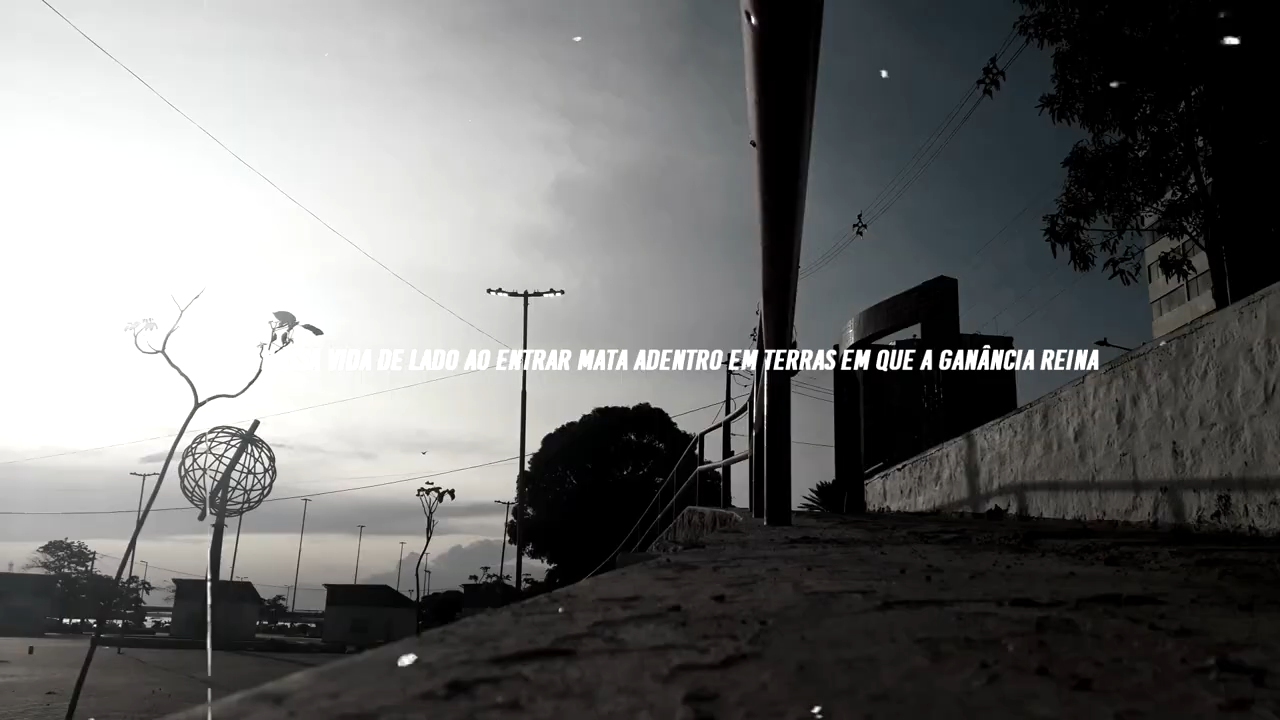 VIDA DE LADO AO ENTRAR MATA ADENTRO EM TERRAS EM QUE A GANÂNCIA REINA